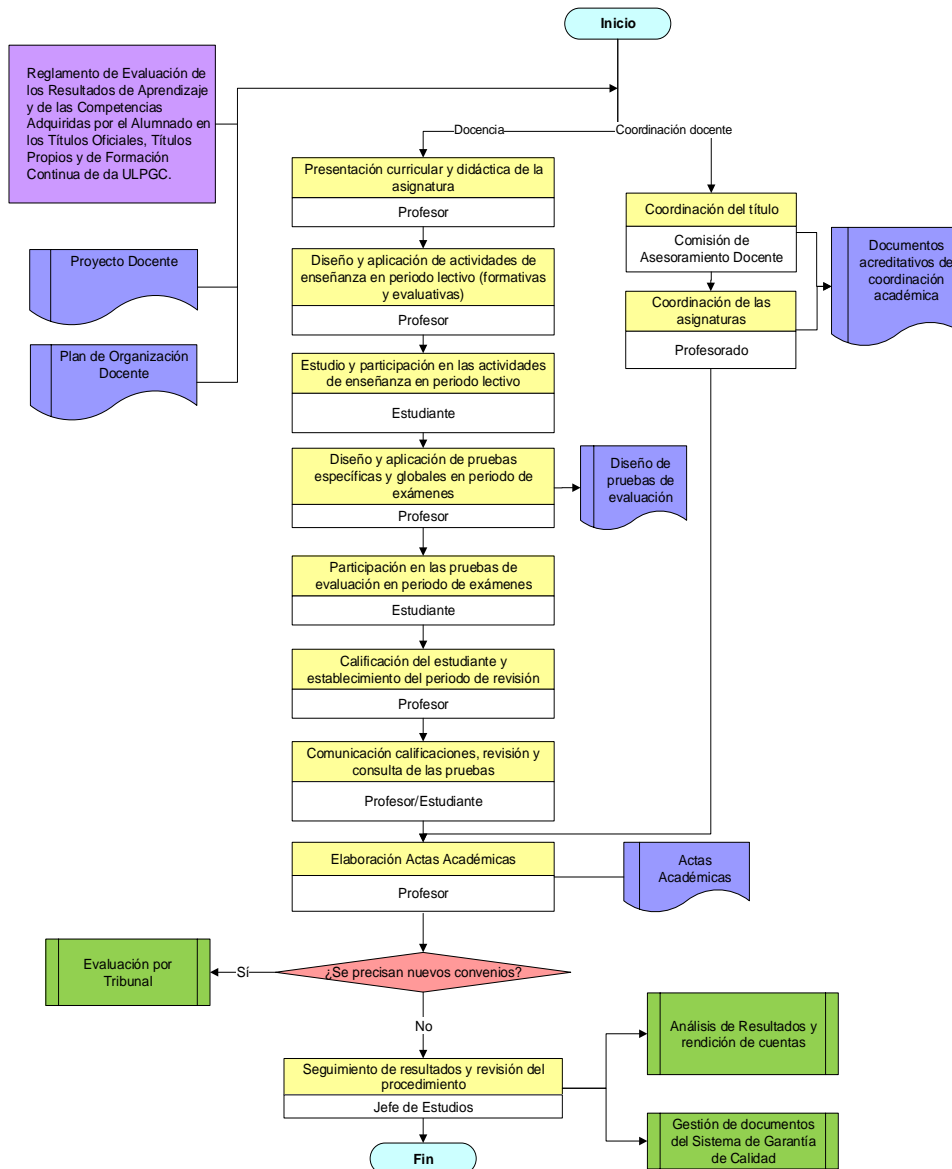 Inicio
Reglamento de Evaluación de
los Resultados de Aprendizaje
y de las Competencias
Adquiridas por el Alumnado en
los Títulos Oficiales, Títulos
Propios y de Formación
Continua de da ULPGC.
Docencia
Coordinación docente
Presentación curricular y didáctica de la
asignatura
Profesor
Coordinación del título
Comisión de
Asesoramiento Docente
Documentos
acreditativos de
coordinación
académica
Proyecto Docente
Diseño y aplicación de actividades de
enseñanza en periodo lectivo (formativas
y evaluativas)
Profesor
Coordinación de las
asignaturas
Profesorado
Plan de Organización
Docente
Estudio y participación en las actividades
de enseñanza en periodo lectivo
Estudiante
Diseño y aplicación de pruebas
específicas y globales en periodo de
exámenes
Profesor
Diseño de
pruebas de
evaluación
Participación en las pruebas de
evaluación en periodo de exámenes
Estudiante
Calificación del estudiante y
establecimiento del periodo de revisión
Profesor
Comunicación calificaciones, revisión y
consulta de las pruebas
Profesor/Estudiante
Elaboración Actas Académicas
Profesor
Actas
Académicas
Evaluación por
Tribunal
Sí
¿Se precisan nuevos convenios?
No
Análisis de Resultados y
rendición de cuentas
Seguimiento de resultados y revisión del
procedimiento
Jefe de Estudios
Gestión de documentos
del Sistema de Garantía
de Calidad
Fin